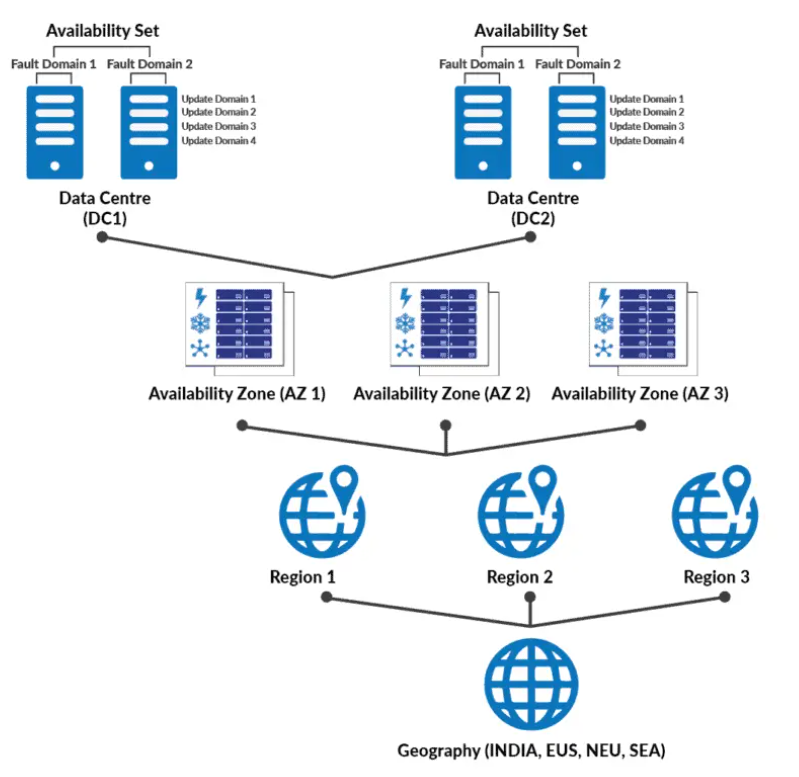 Availability Set
Availability Set
Fault Domain 1 Fault Domain 2
Fault Domain 1 Fault Domain 2
Update Domain 1
Update Domain 2
Update Domain 3
Update Domain 4
Update Domain 1
Update Domain 2
Update Domain 3
Update Domain 4
Data Centre
(DC1)
Data Centre
(DC2)
Availability Zone (AZ 1)
Availability Zone (AZ 2)
Availability Zone (AZ 3)
Region 1
Region 2
Region 3
Geography (INDIA, EUS, NEU, SEA)